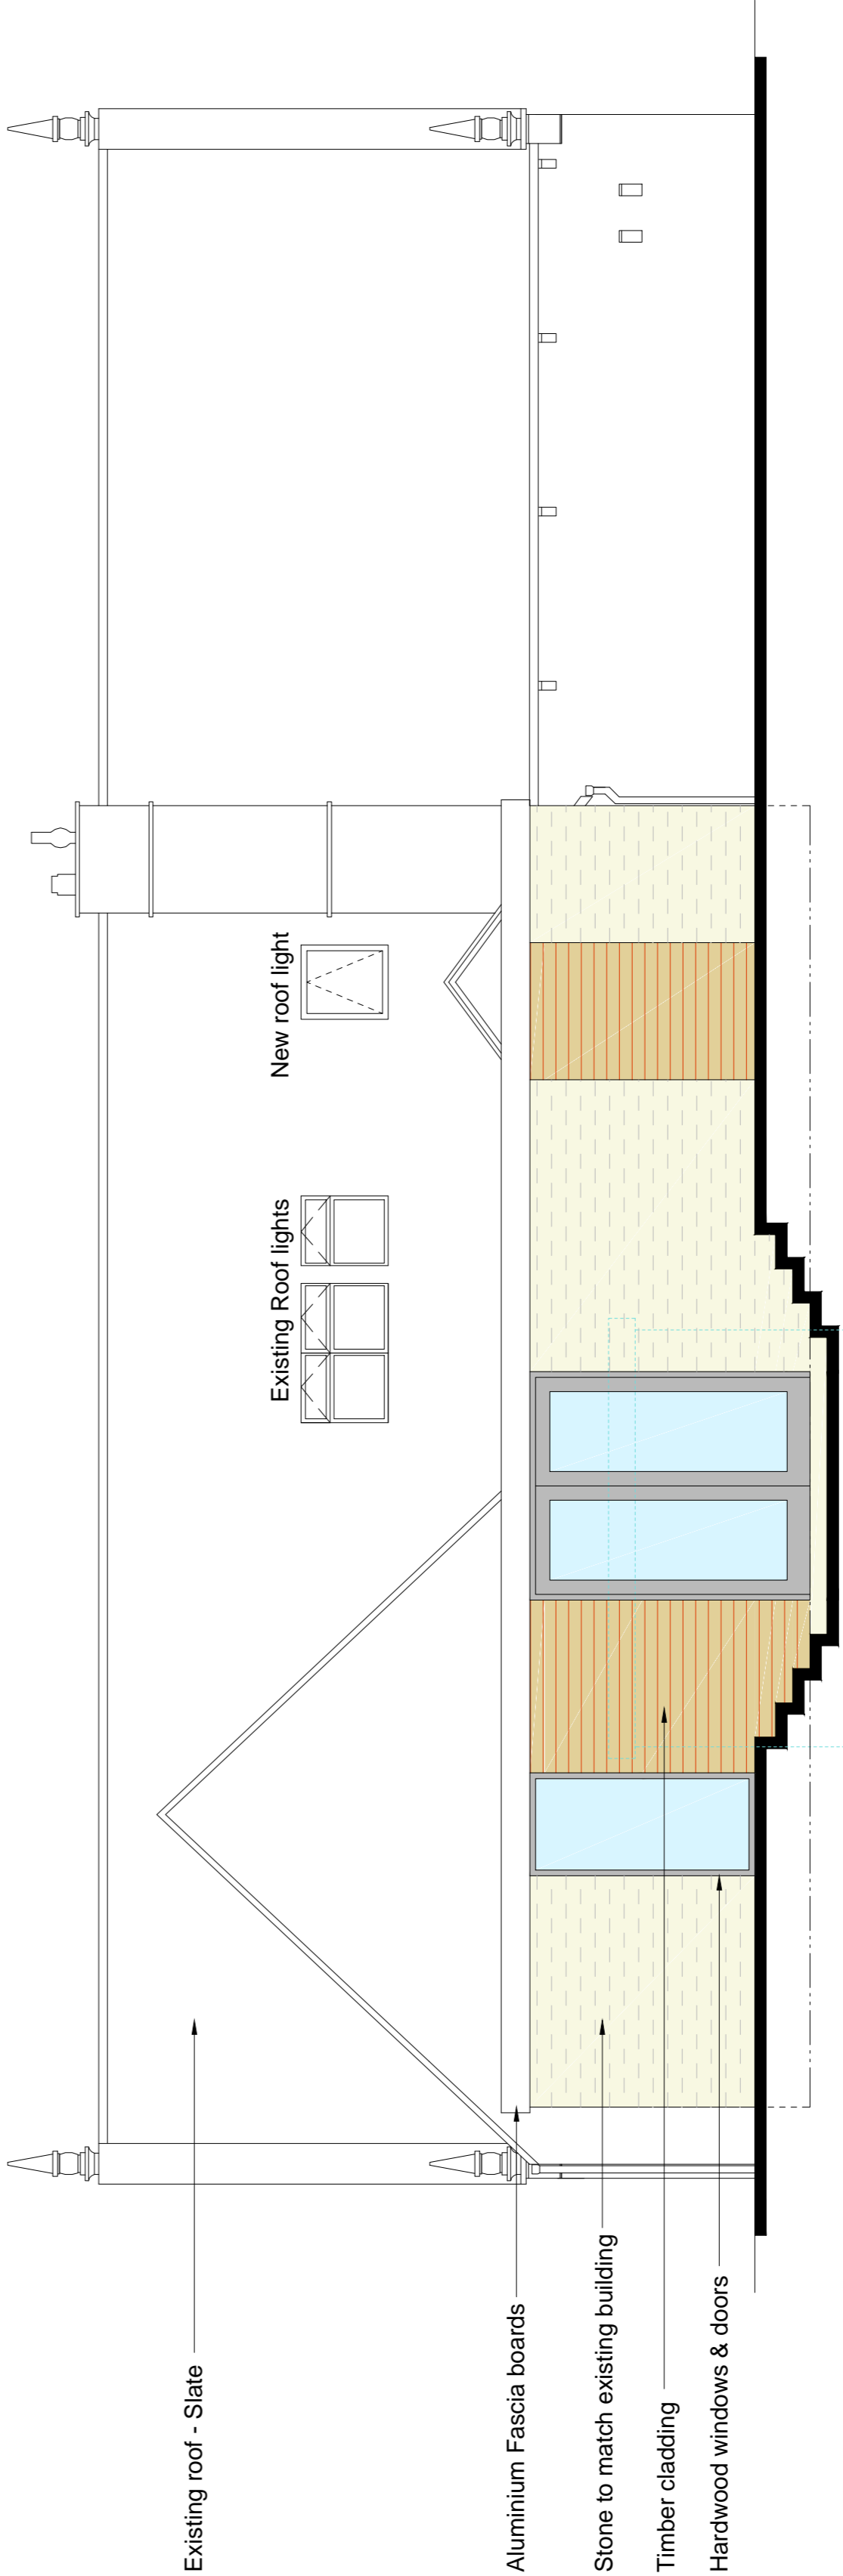 Existing roof - Slate
Existing Roof lights
New roof light
Aluminium Fascia boards
Stone to match existing building
Timber cladding
Hardwood windows & doors